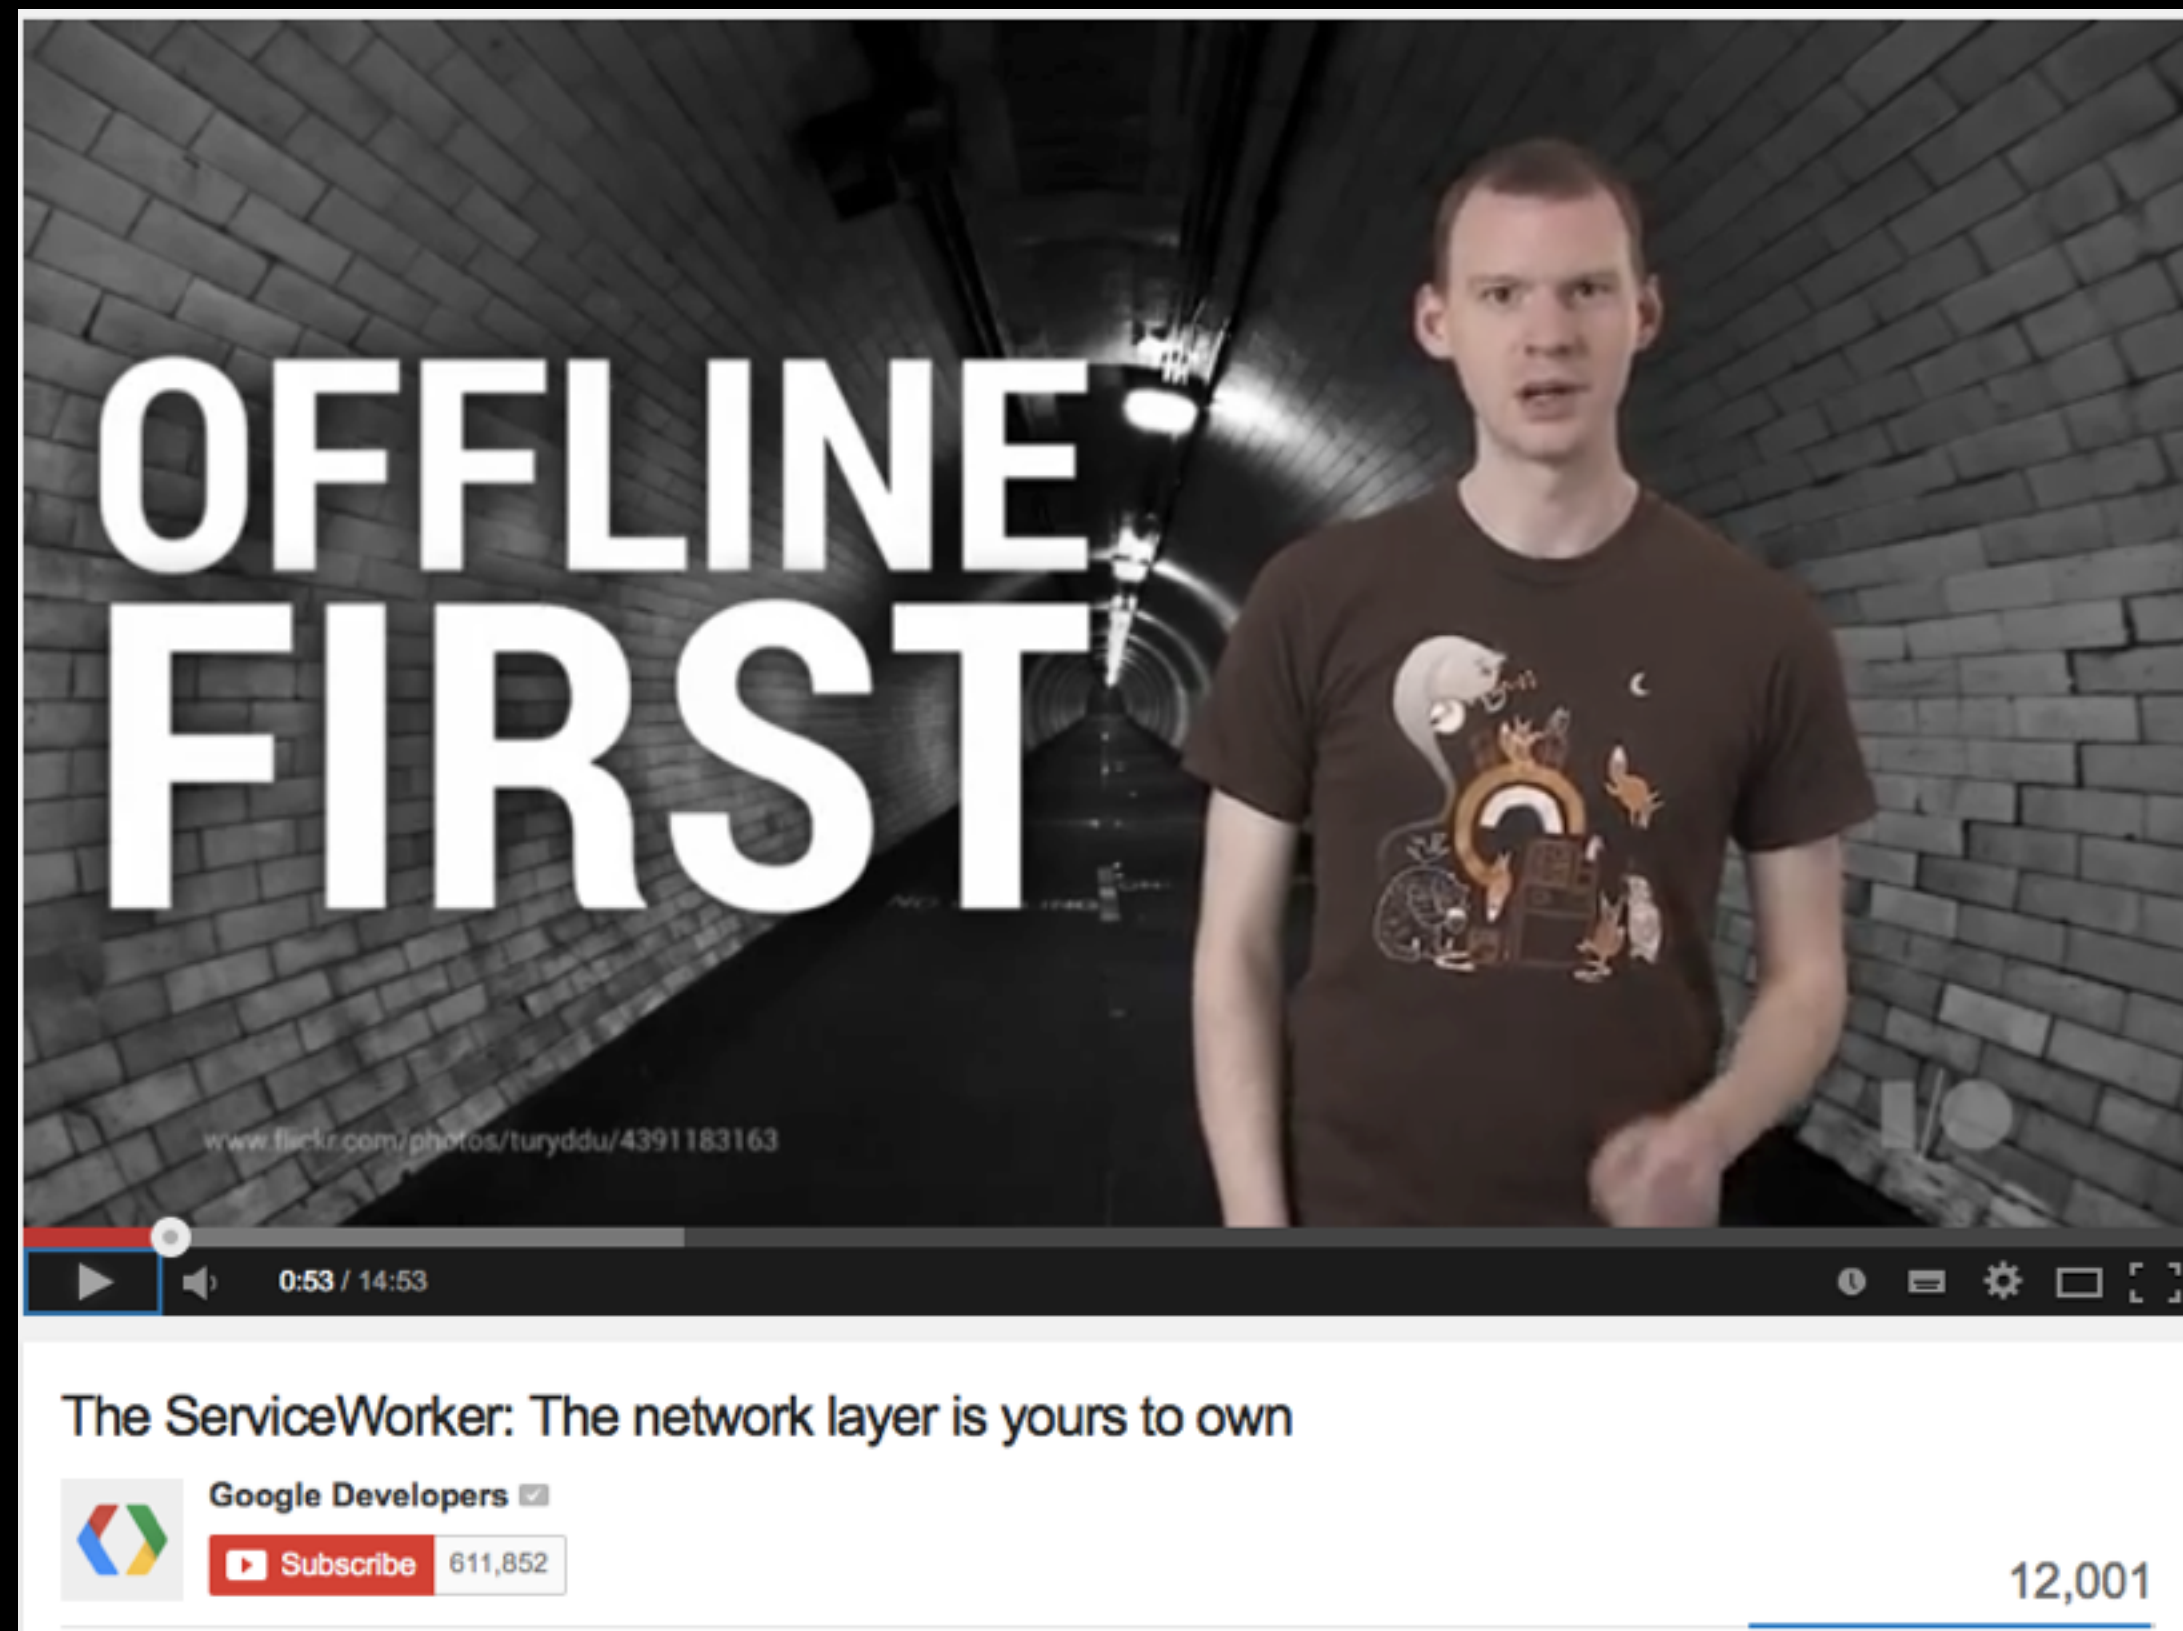 OFFLINE
FIRST
www.flickr.com/photos/turyddu/4391183163
0:53 / 14:53
The ServiceWorker: The network layer is yours to own
Google Developers
Subscribe 611,852
12,001